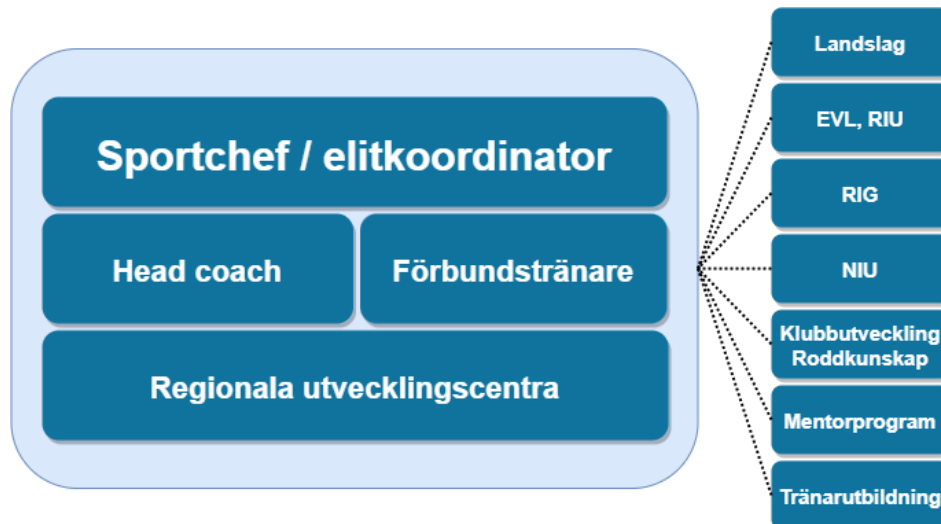 Sportchef / elitkoordinator
Head coach
Förbundstränare
Regionala utvecklingscentra
Landslag
EVL, RIU
RIG
NIU
Klubbutveckling
Roddkunskap
Mentorprogram
Tränarutbildning